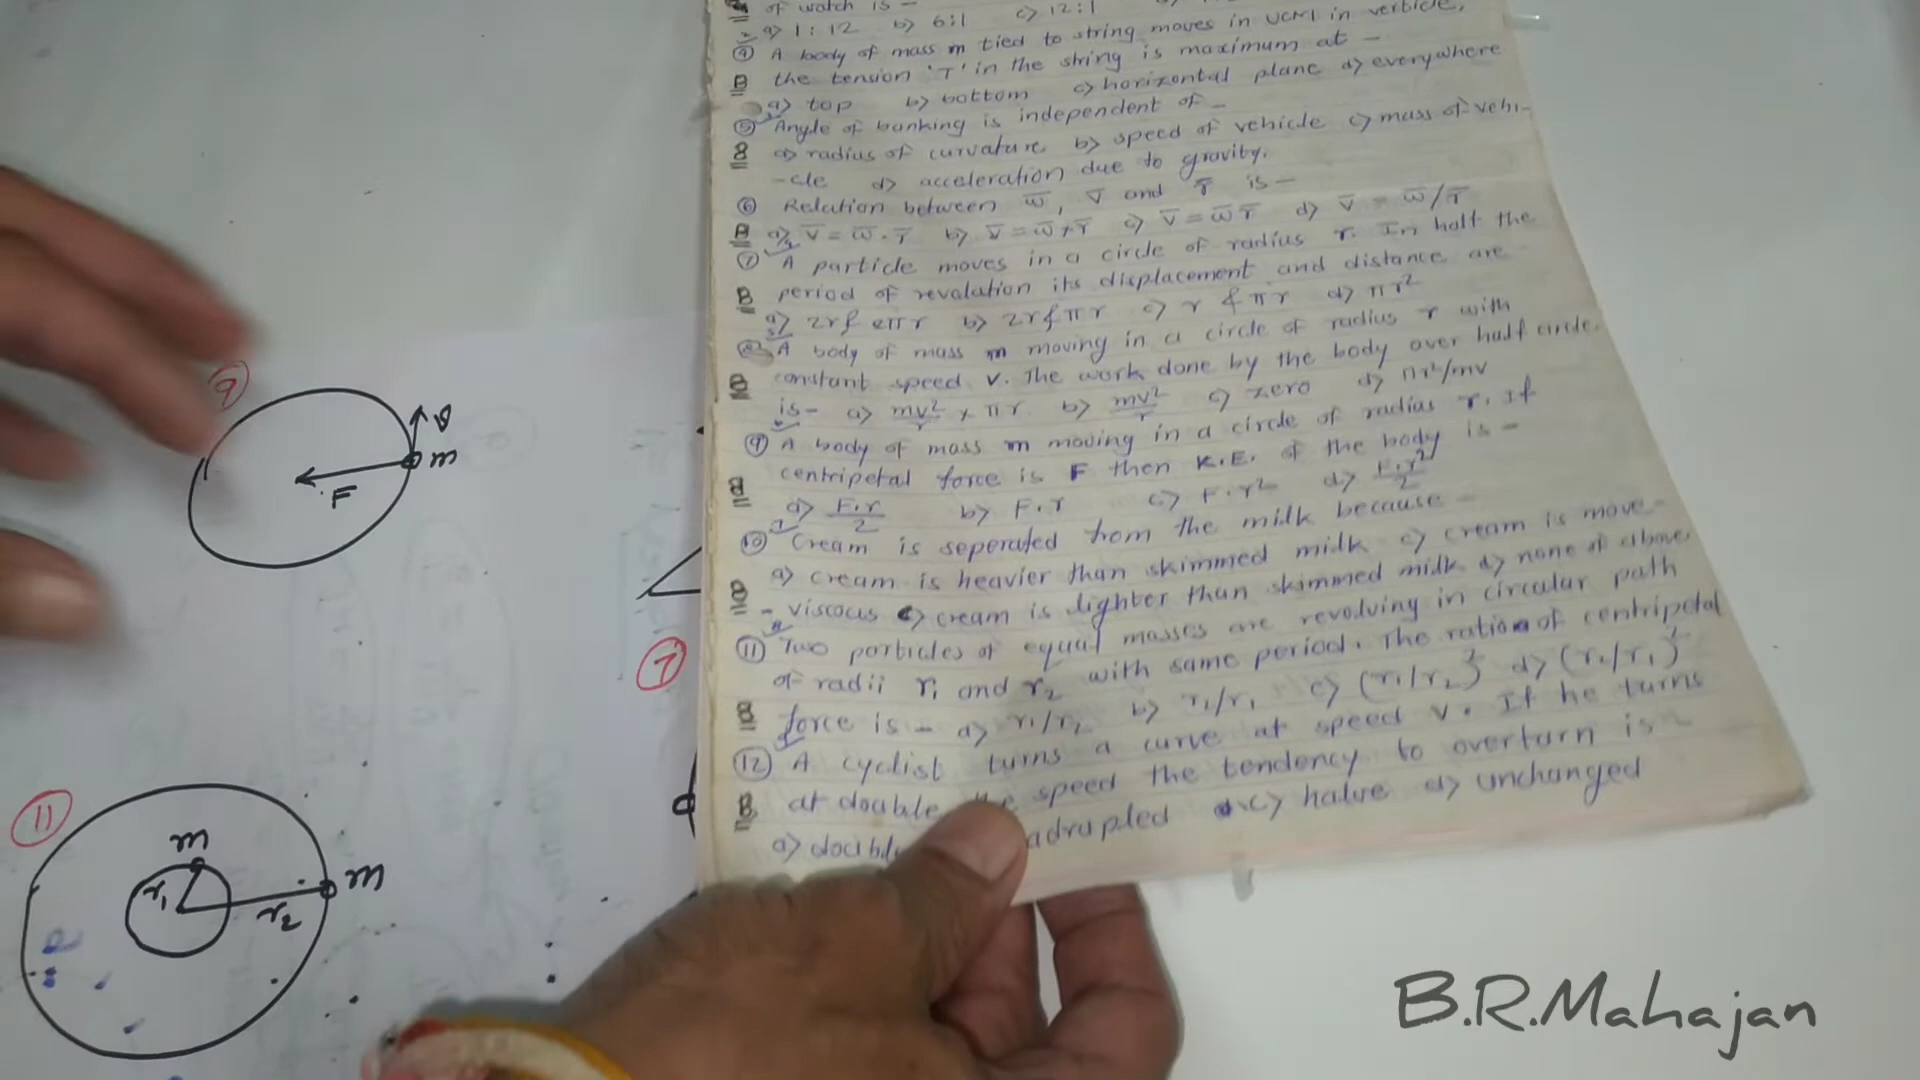 of watch is -
a) 1:12 b) 6:1 c) 12:1
④ A body of mass m tied to string moves in UCM in verticle,
B the tension 'T' in the string is maximum at -
a) top b) bottom c) horizontal plane d) everywhere
⑤ Angle of banking is independent of -
B a) radius of curvature b) speed of vehicle c) mass of vehi-
-cle d) acceleration due to gravity.
⑥ Relation between w̅, v̅ and r̅ is -
B a) v̅ = w̅ . r̅ b) v̅ = w̅ × r̅ c) v̅ = w̅ r̅ d) v̅ = w̅/r̅
⑦ A particle moves in a circle of radius r. In half the
B period of revolation its displacement and distance are
a) 2r & 2πr b) 2r & πr c) r & πr d) πr²
⑧ A body of mass m moving in a circle of radius r with
B constant speed v. The work done by the body over half circle
is - a) mv²/r × πr b) mv²/r c) zero d) πr²/mv
⑨ A body of mass m moving in a circle of radius r. If
centripetal force is F then K.E. of the body is -
B a) F.r/2 b) F.r c) F.r² d) F.r²/2
⑩ Cream is seperated from the milk because -
a) cream is heavier than skimmed milk c) cream is move-
B - viscous c) cream is lighter than skimmed milk d) none of above
⑪ Two particles of equal masses are revolving in circular path
of radii r₁ and r₂ with same period. The ratio of centripetal
B force is - a) r₁/r₂ b) r₂/r₁ c) (r₁/r₂)² d) (r₂/r₁)²
⑫ A cyclist turns a curve at speed v. If he turns
B at double speed the tendency to overturn is -
a) double adrupled c) halve d) unchanged
⑨
v
m
F
⑦
⑪
m
m
r₁
r₂
B.R.Mahajan